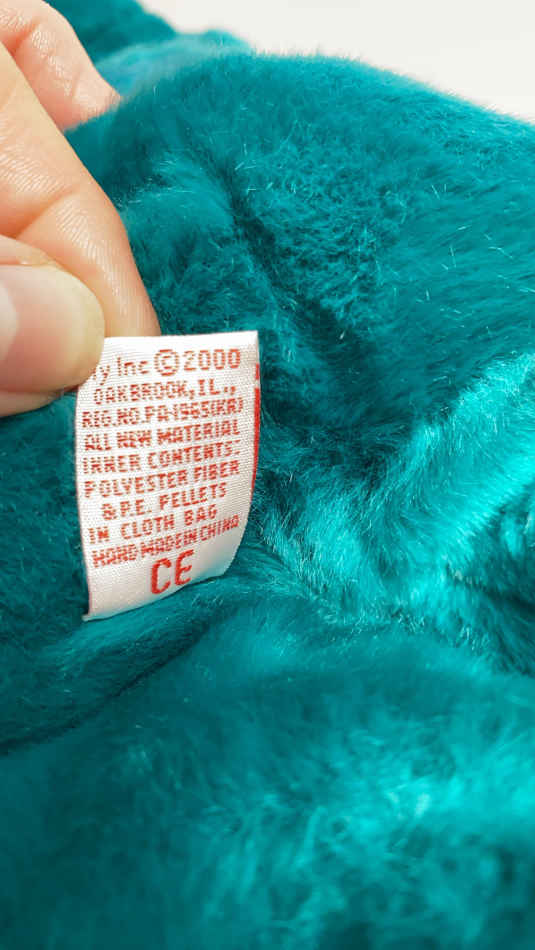 y Inc © 2000
OAKBROOK, IL.,
RIG.NO.PA-1965(KR)
ALL NEW MATERIAL
INNER CONTENTS:
POLYESTER FIBER
& P.E. PELLETS
IN CLOTH BAG
HAND MADE IN CHINA
CE